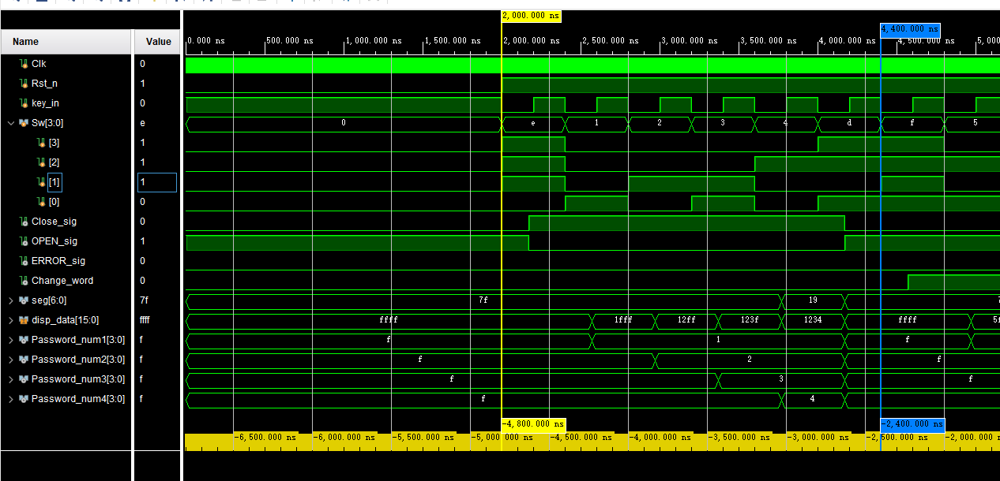 2,000.000 ns
4,400.000 ns
Name Value
0.000 ns 500.000 ns 1,000.000 ns 1,500.000 ns 2,000.000 ns 2,500.000 ns 3,000.000 ns 3,500.000 ns 4,000.000 ns 4,500.000 ns 5,000
Clk 0
Rst_n 1
key_in 0
Sw[3:0] e 0 e 1 2 3 4 d f 5
[3] 1
[2] 1
[1] 1
[0] 0
Close_sig 0
OPEN_sig 1
ERROR_sig 0
Change_word 0
seg[6:0] 7f 7f 19
disp_data[15:0] ffff ffff 1fff 12ff 123f 1234 ffff
Password_num1[3:0] f f 1 f
Password_num2[3:0] f f 2 f
Password_num3[3:0] f f 3 f
Password_num4[3:0] f f 4
-4,800.000 ns -2,400.000 ns
-6,500.000 ns -6,000.000 ns -5,500.000 ns -5,000.000 ns -4,500.000 ns -4,000.000 ns -3,500.000 ns -3,000.000 ns -2,500.000 ns -2,000.000 ns